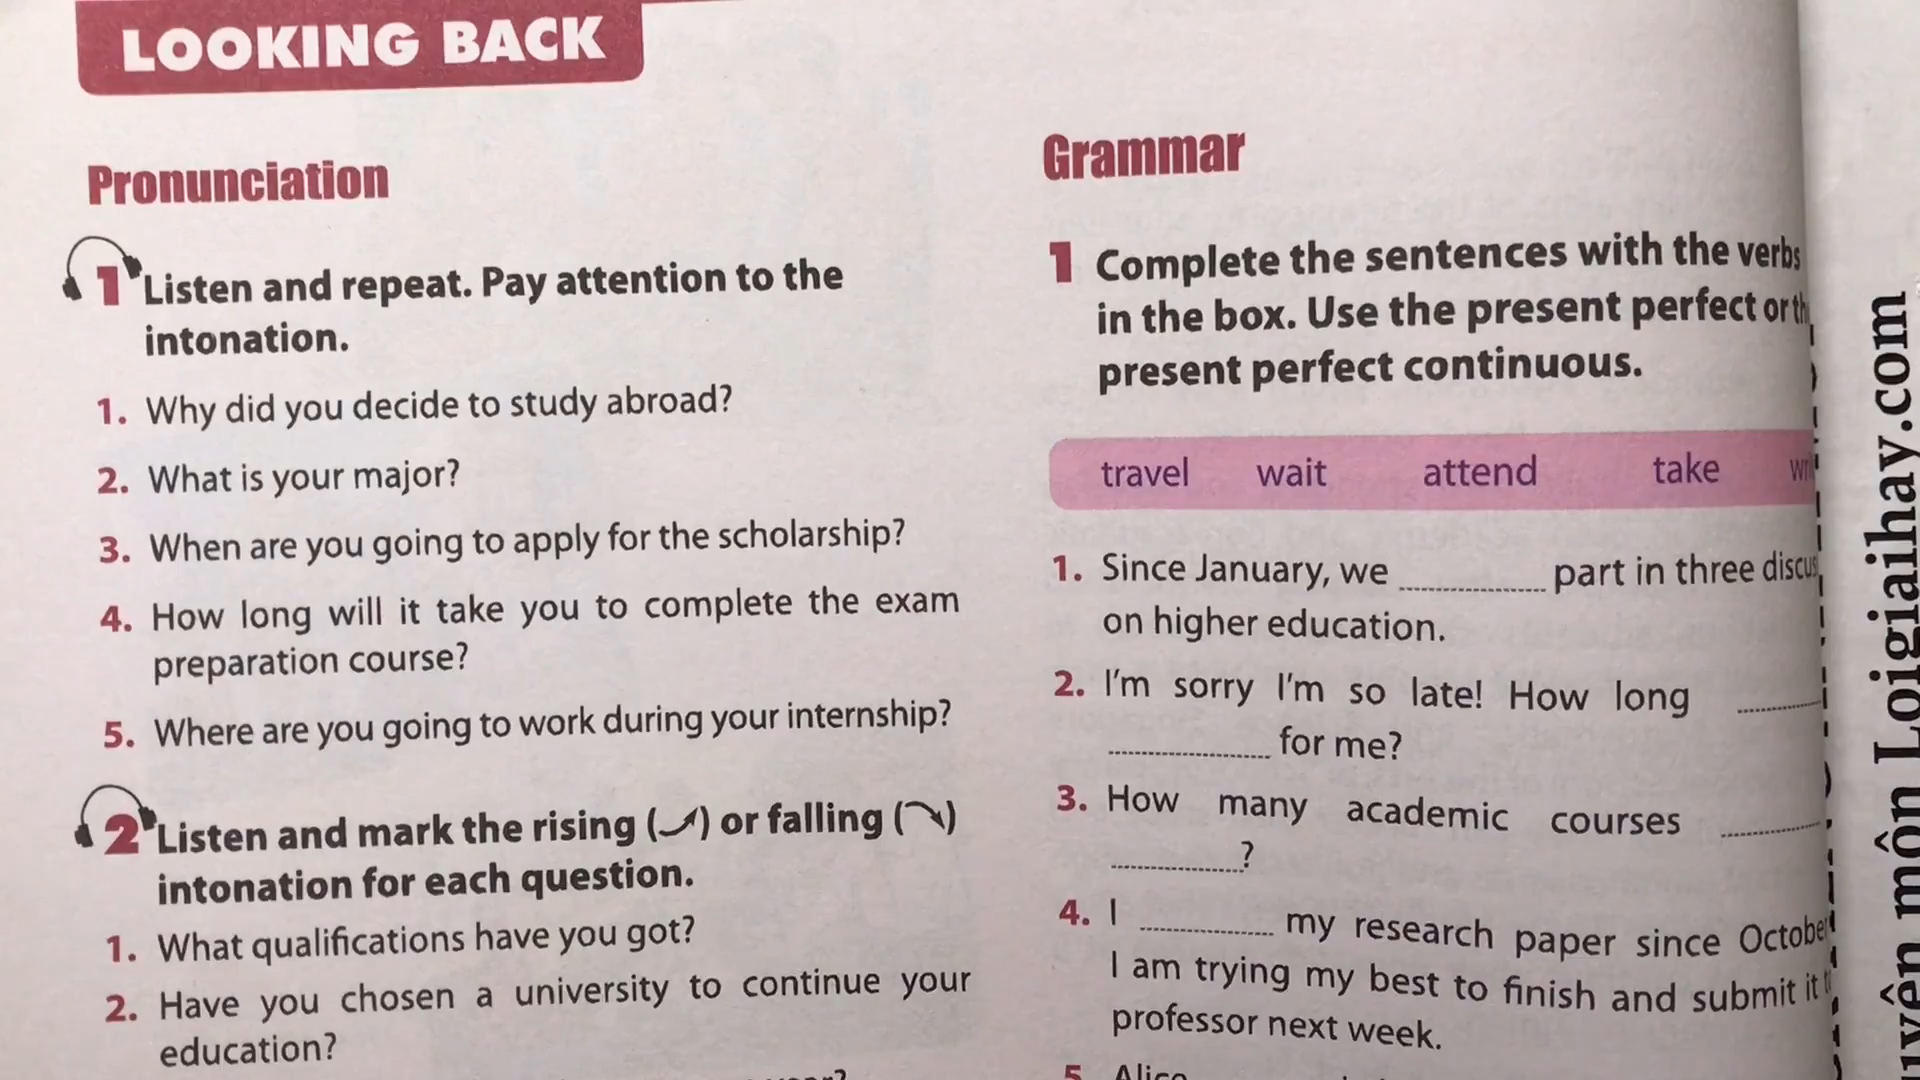 LOOKING BACK
Pronunciation
1 Listen and repeat. Pay attention to the
intonation.
1. Why did you decide to study abroad?
2. What is your major?
3. When are you going to apply for the scholarship?
4. How long will it take you to complete the exam
preparation course?
5. Where are you going to work during your internship?
2 Listen and mark the rising (⤴) or falling (⤵)
intonation for each question.
1. What qualifications have you got?
2. Have you chosen a university to continue your
education?
Grammar
1 Complete the sentences with the verbs
in the box. Use the present perfect or
present perfect continuous.
travel wait attend take
1. Since January, we .................. part in three
on higher education.
2. I'm sorry I'm so late! How long ..........
.................... for me?
3. How many academic courses ............
.................?
4. I ................. my research paper since October
I am trying my best to finish and submit it
professor next week.
5. Alice
môn Loigiaihay.com